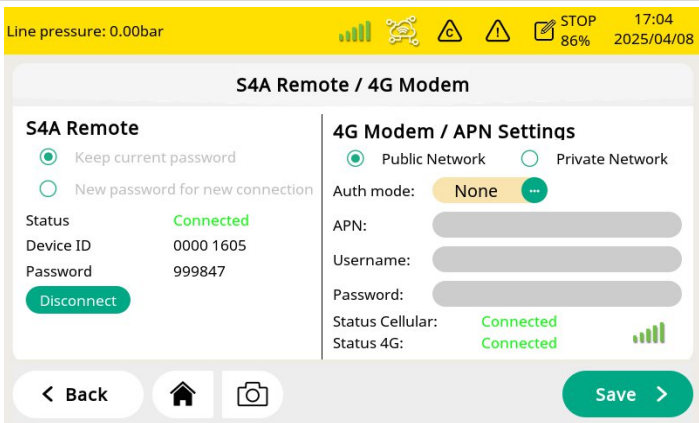 Line pressure: 0.00bar
C
!
STOP
86%
17:04
2025/04/08
S4A Remote / 4G Modem
S4A Remote
Keep current password
New password for new connection
Status Connected
Device ID 0000 1605
Password 999847
Disconnect
4G Modem / APN Settings
Public Network Private Network
Auth mode: None ...
APN:
Username:
Password:
Status Cellular: Connected
Status 4G: Connected
Back
Save